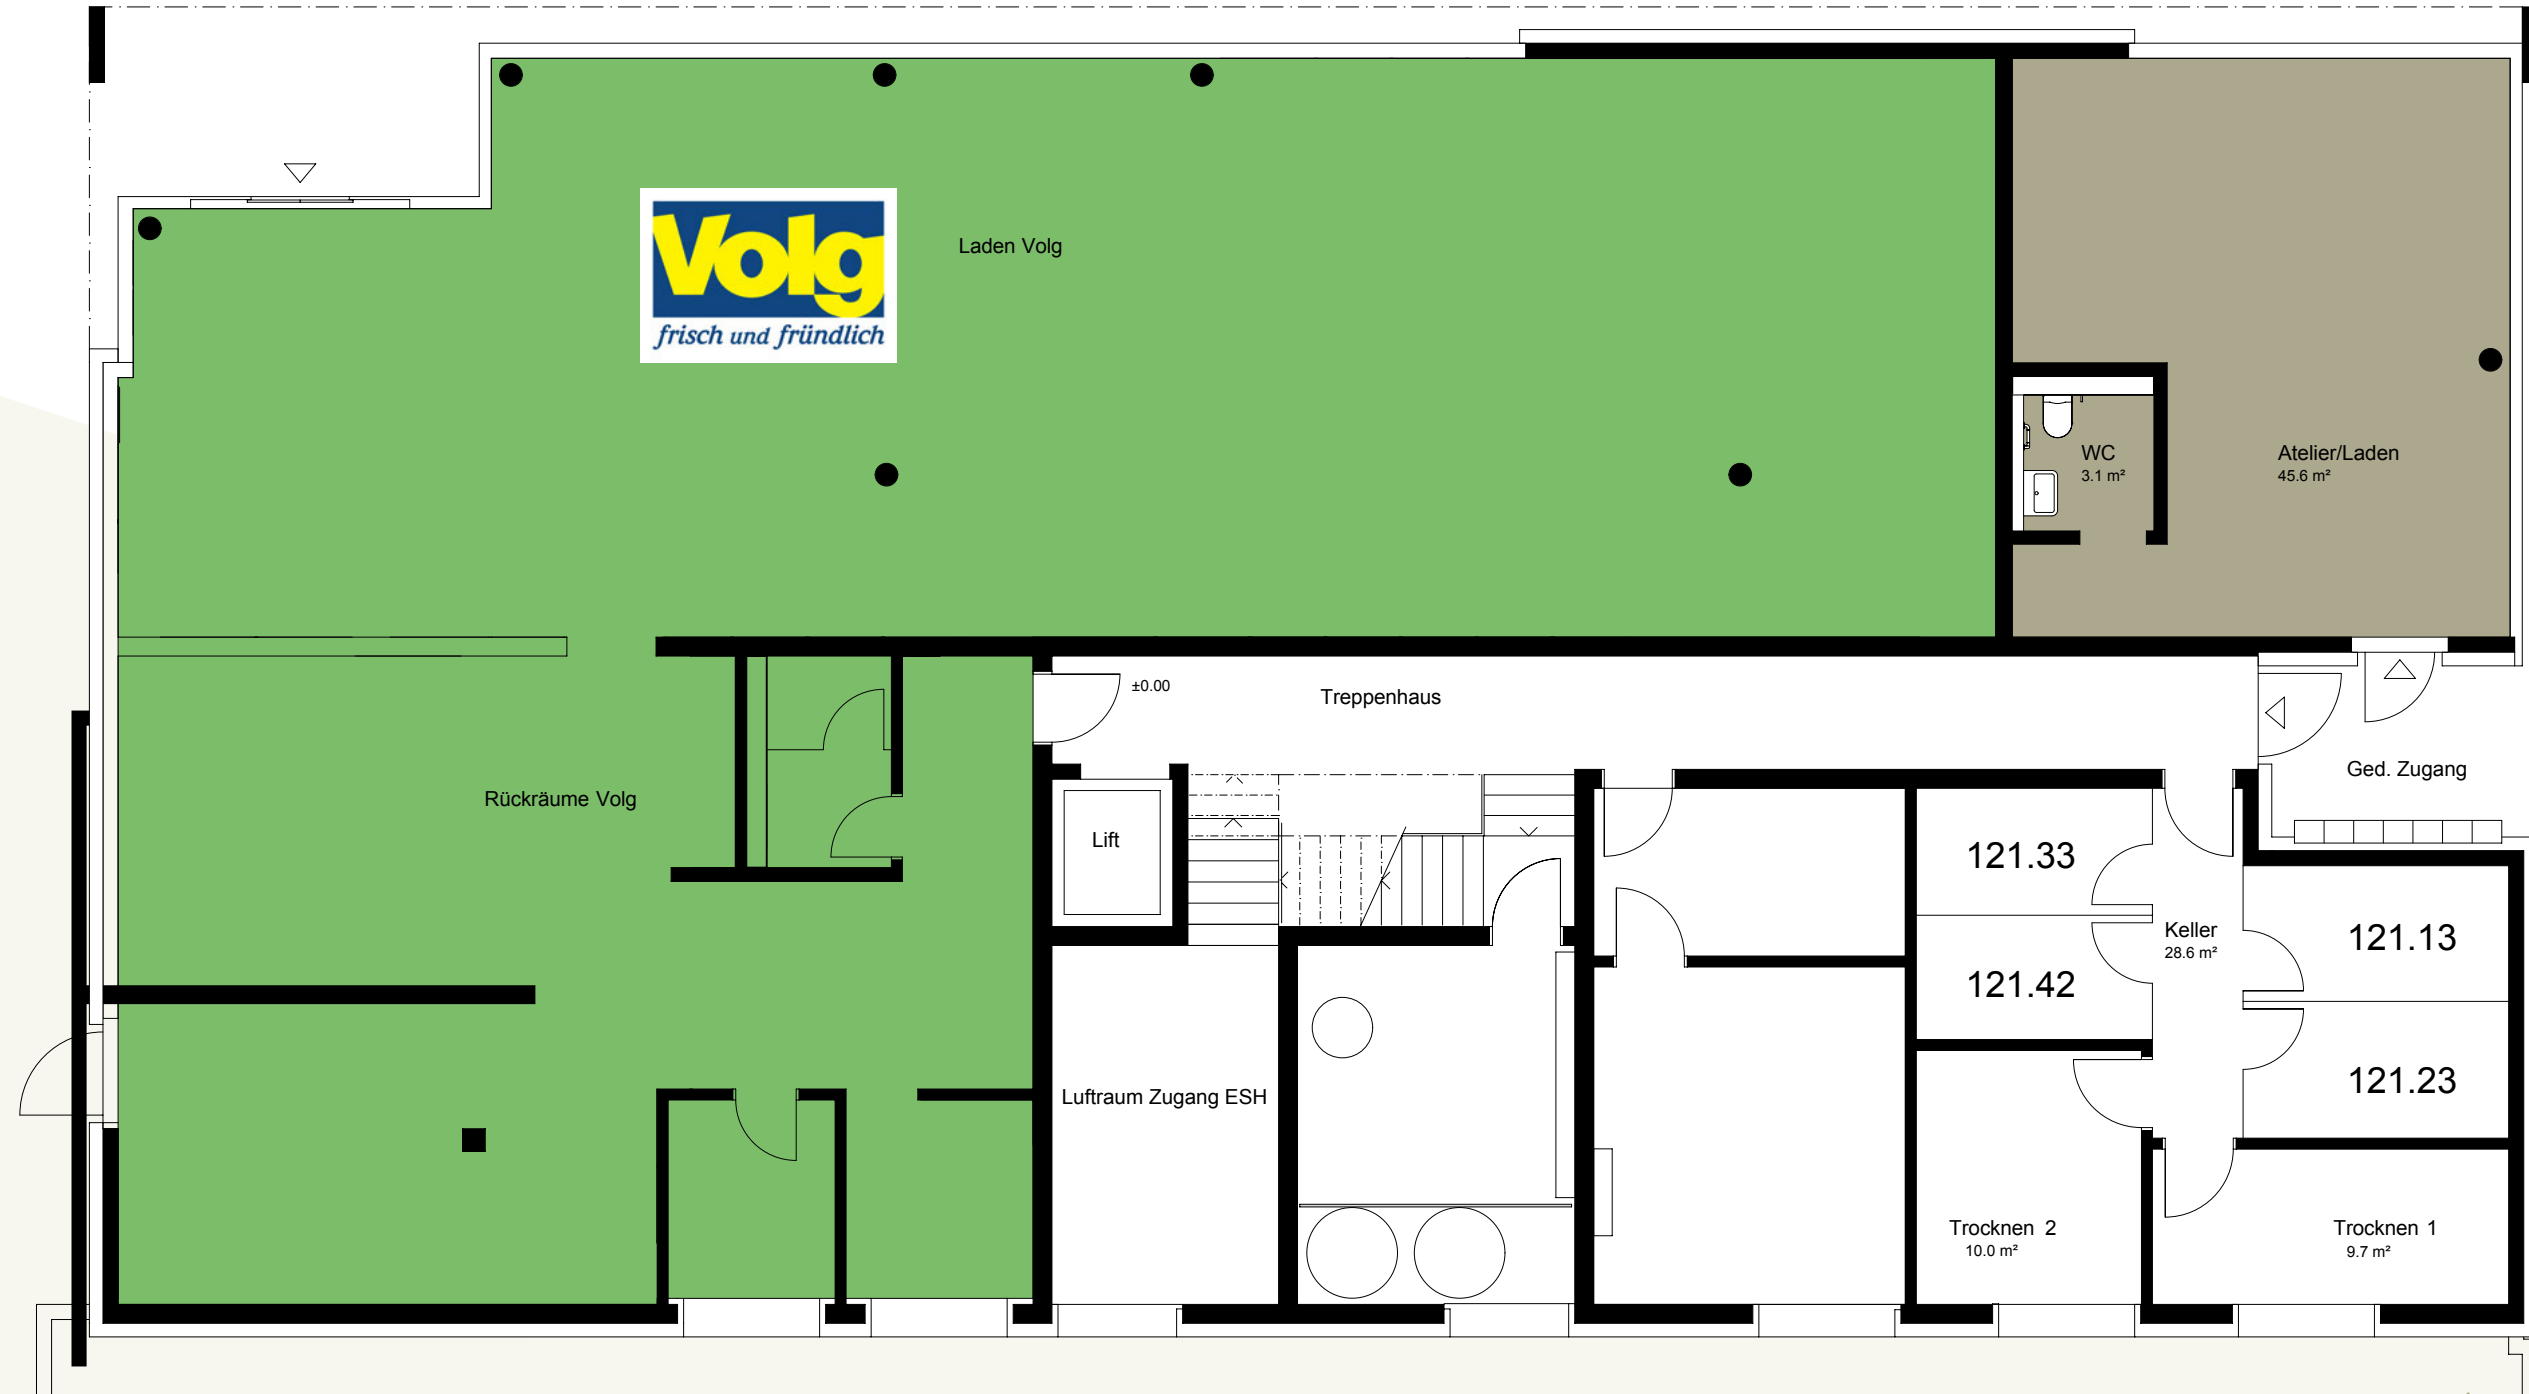 Volg
frisch und fründlich
Laden Volg
WC
3.1 m²
Atelier/Laden
45.6 m²
±0.00
Treppenhaus
Ged. Zugang
Rückräume Volg
Lift
121.33
121.42
Keller
28.6 m²
121.13
121.23
Luftraum Zugang ESH
Trocknen 2
10.0 m²
Trocknen 1
9.7 m²